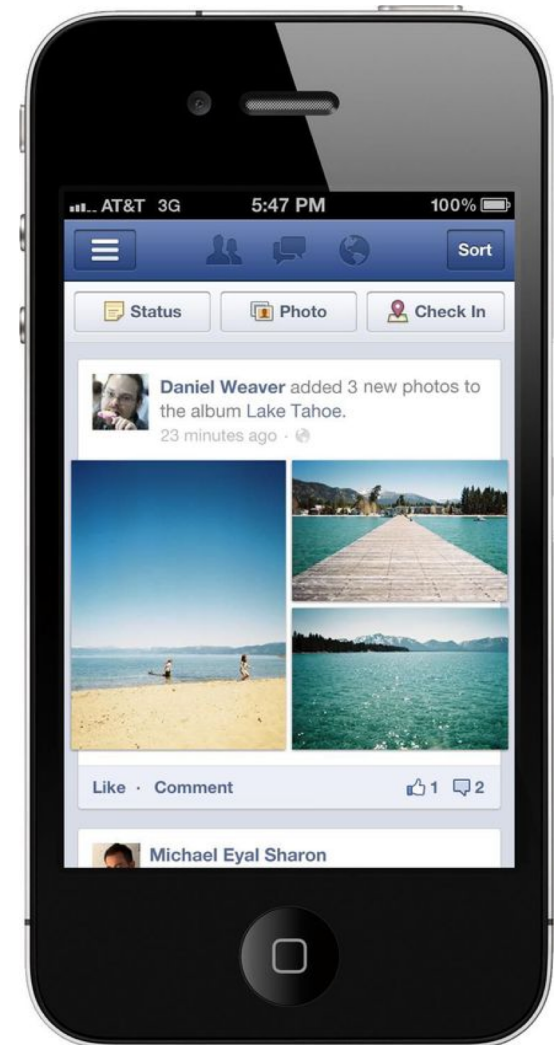 AT&T 3G 5:47 PM 100%
Sort
Status Photo Check In
Daniel Weaver added 3 new photos to
the album Lake Tahoe.
23 minutes ago ·
Like · Comment 1 2
Michael Eyal Sharon